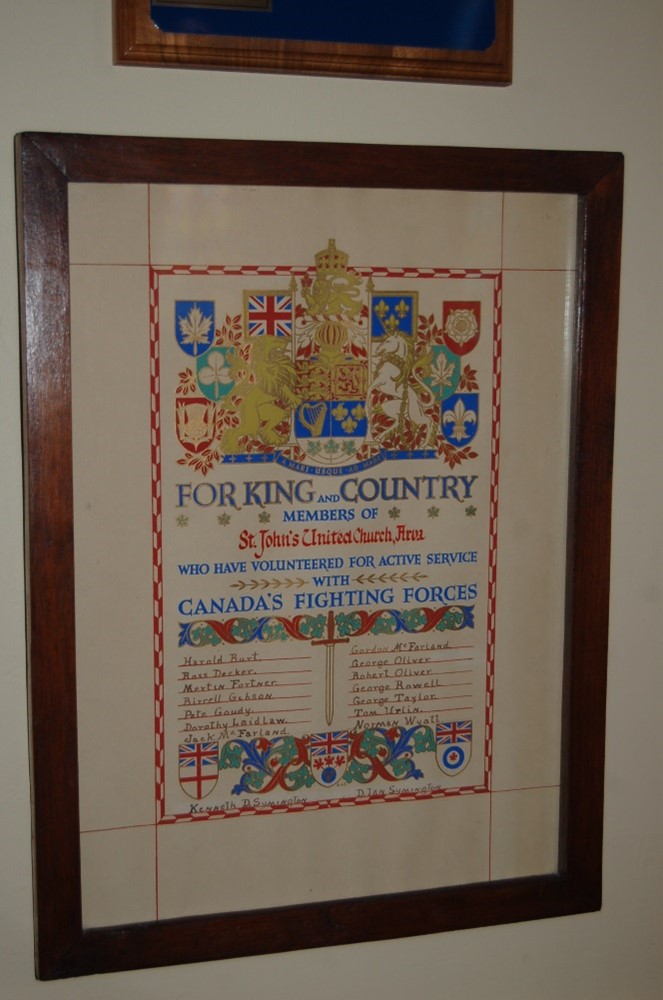 A MARI USQUE AD MARE
FOR KING AND COUNTRY
MEMBERS OF
St. John's United Church, Arva
WHO HAVE VOLUNTEERED FOR ACTIVE SERVICE
WITH
CANADA'S FIGHTING FORCES
Harold Burt.
Ross Decker.
Mertin Fortner.
Birrell Gibson
Pete Goudy.
Dorothy Laidlaw.
Jack McFarland.
Gordon McFarland.
George Oliver
Robert Oliver
George Rowell
George Taylor
Tom Urlin.
Norman Wyatt
Kenneth D. Symington
D. Ian Symington